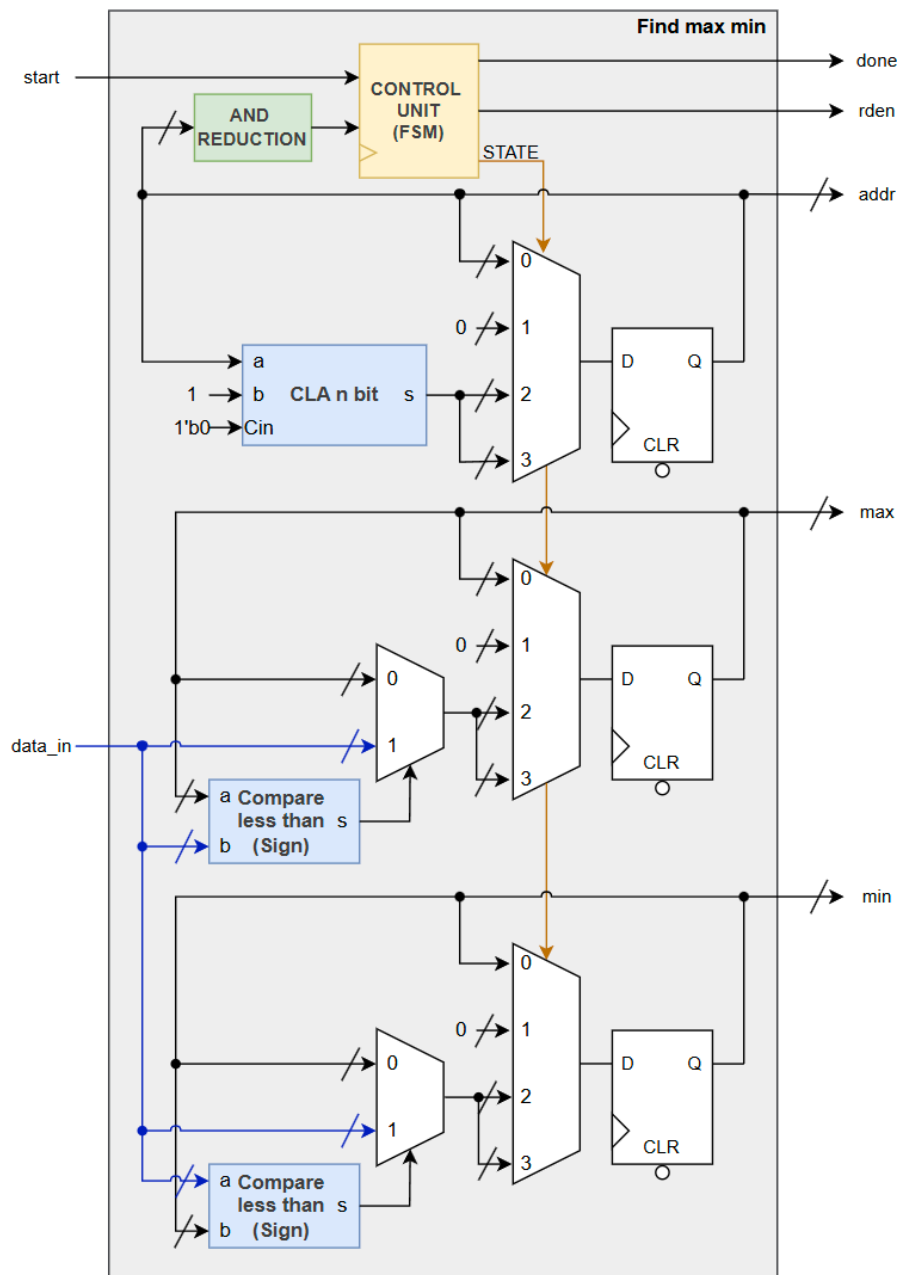 Find max min
start
done
CONTROL
UNIT
(FSM)
AND
REDUCTION
rden
STATE
addr
0
0
1
a
D
Q
1
b
CLA n bit
s
2
1'b0
Cin
CLR
3
max
0
0
1
0
D
Q
2
data_in
1
3
CLR
a
Compare
less than
(Sign)
s
b
min
0
0
1
0
D
Q
2
1
3
CLR
a
Compare
less than
(Sign)
s
b